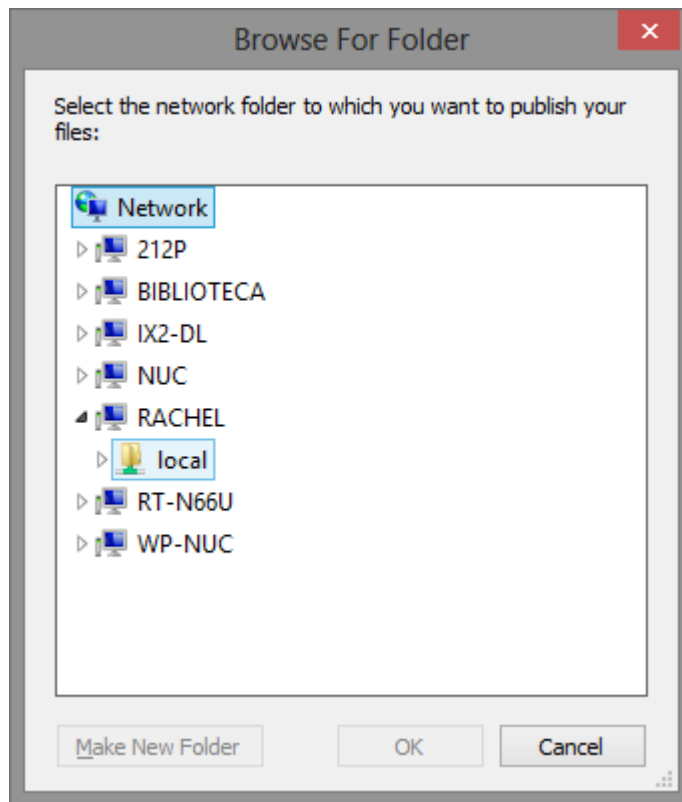 Browse For Folder
Select the network folder to which you want to publish your
files:
Network
212P
BIBLIOTECA
IX2-DL
NUC
RACHEL
local
RT-N66U
WP-NUC
Make New Folder
OK
Cancel